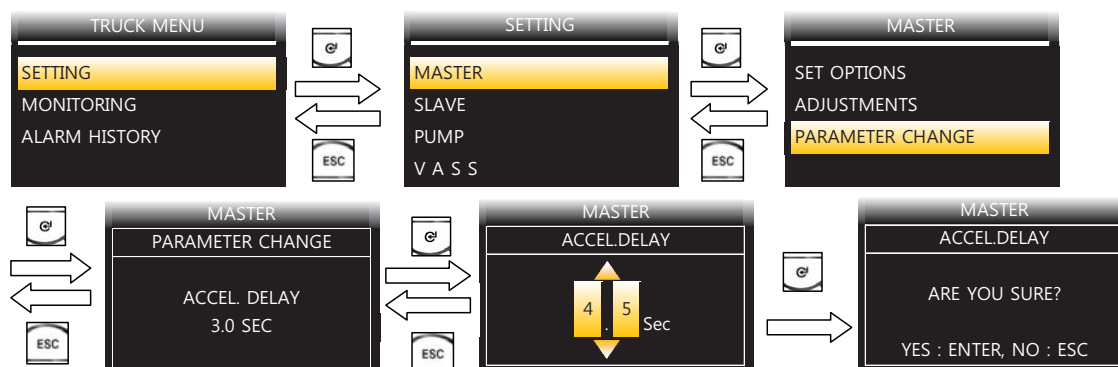 TRUCK MENU
SETTING
MONITORING
ALARM HISTORY
ESC
SETTING
MASTER
SLAVE
PUMP
V A S S
ESC
MASTER
SET OPTIONS
ADJUSTMENTS
PARAMETER CHANGE
ESC
MASTER
PARAMETER CHANGE
ACCEL. DELAY
3.0 SEC
ESC
MASTER
ACCEL.DELAY
4 . 5 Sec
MASTER
ACCEL.DELAY
ARE YOU SURE?
YES : ENTER, NO : ESC